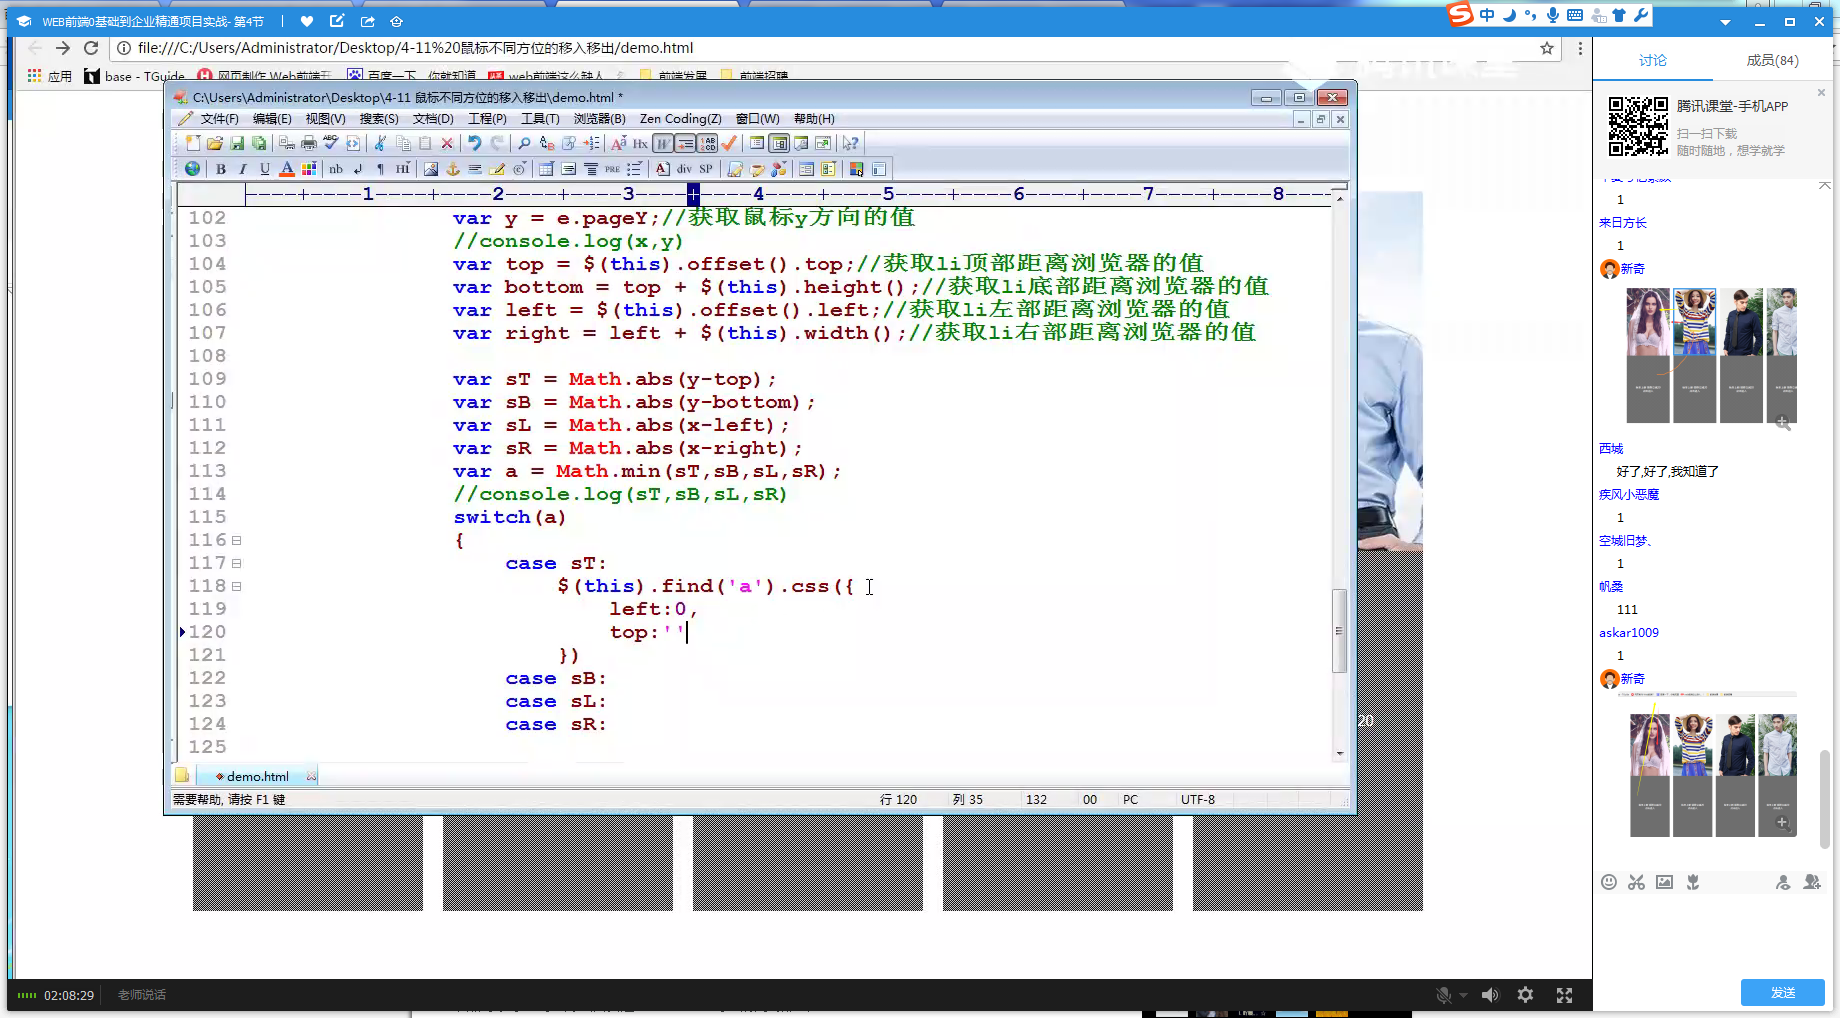 WEB前端0基础到企业精通项目实战- 第4节
中
file:///C:/Users/Administrator/Desktop/4-11%20鼠标不同方位的移入移出/demo.html
应用
base - TGuide
网页制作 Web前端开
百度一下，你就知道
web前端这么缺人
前端发展
前端招聘
C:\Users\Administrator\Desktop\4-11 鼠标不同方位的移入移出\demo.html *
文件(F) 编辑(E) 视图(V) 搜索(S) 文档(D) 工程(P) 工具(T) 浏览器(B) Zen Coding(Z) 窗口(W) 帮助(H)
B I U A nb HI PRE A div SP
1 2 3 4 5 6 7 8
102 var y = e.pageY;//获取鼠标y方向的值
103 //console.log(x,y)
104 var top = $(this).offset().top;//获取li顶部距离浏览器的值
105 var bottom = top + $(this).height();//获取li底部距离浏览器的值
106 var left = $(this).offset().left;//获取li左部距离浏览器的值
107 var right = left + $(this).width();//获取li右部距离浏览器的值
108
109 var sT = Math.abs(y-top);
110 var sB = Math.abs(y-bottom);
111 var sL = Math.abs(x-left);
112 var sR = Math.abs(x-right);
113 var a = Math.min(sT,sB,sL,sR);
114 //console.log(sT,sB,sL,sR)
115 switch(a)
116 {
117 case sT:
118 $(this).find('a').css({
119 left:0,
120 top:''
121 })
122 case sB:
123 case sL:
124 case sR:
125
demo.html
需要帮助, 请按 F1 键
行 120 列 35 132 00 PC UTF-8
20
02:08:29 老师说话
讨论
成员(84)
腾讯课堂-手机APP
扫一扫下载
随时随地，想学就学
1
来日方长
1
新奇
西城
好了,好了,我知道了
疾风小恶魔
1
空城旧梦、
1
帆桑
111
askar1009
1
新奇
发送